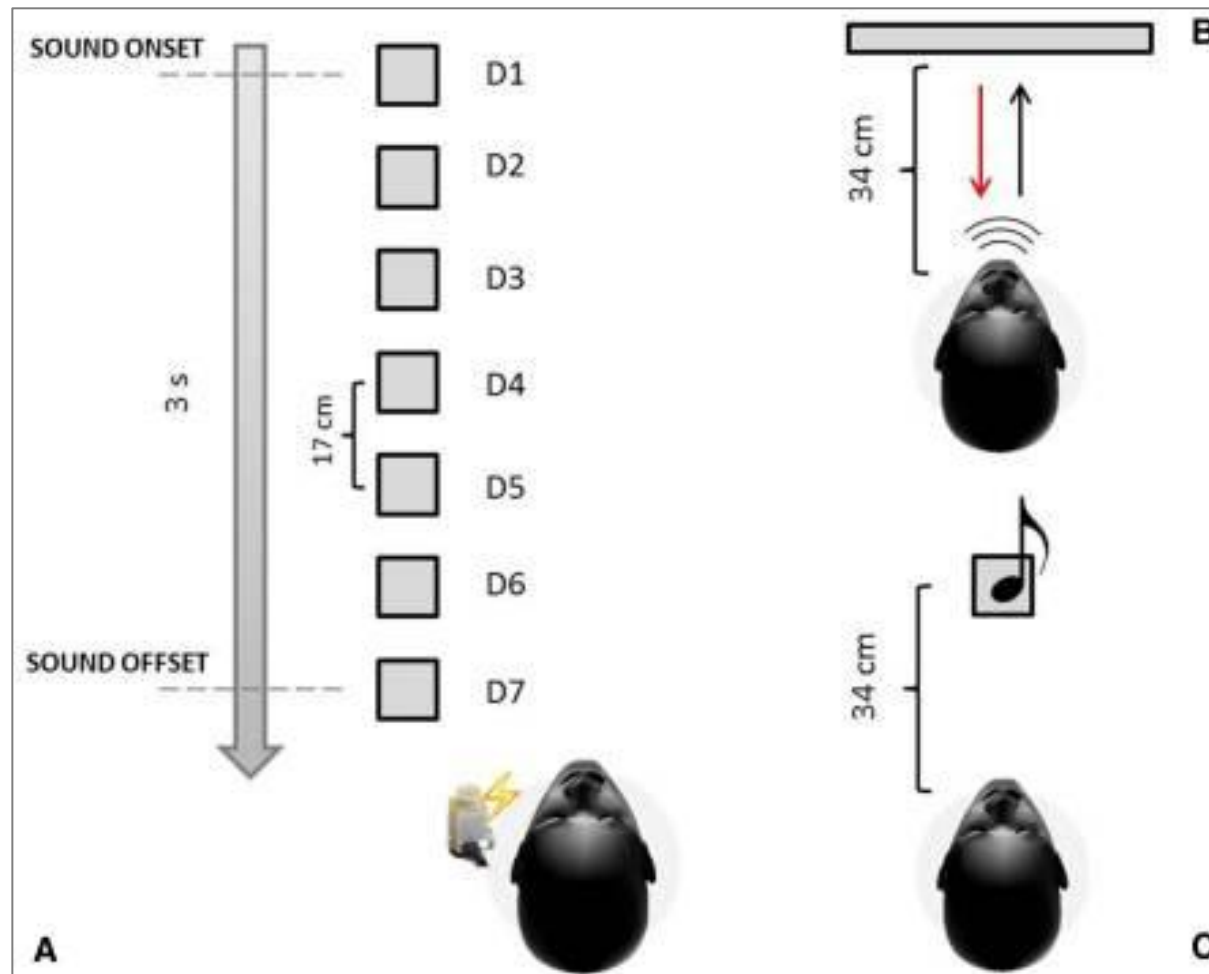 SOUND ONSET
D1
D2
D3
D4
D5
D6
D7
3 s
17 cm
SOUND OFFSET
A
B
34 cm
34 cm
C